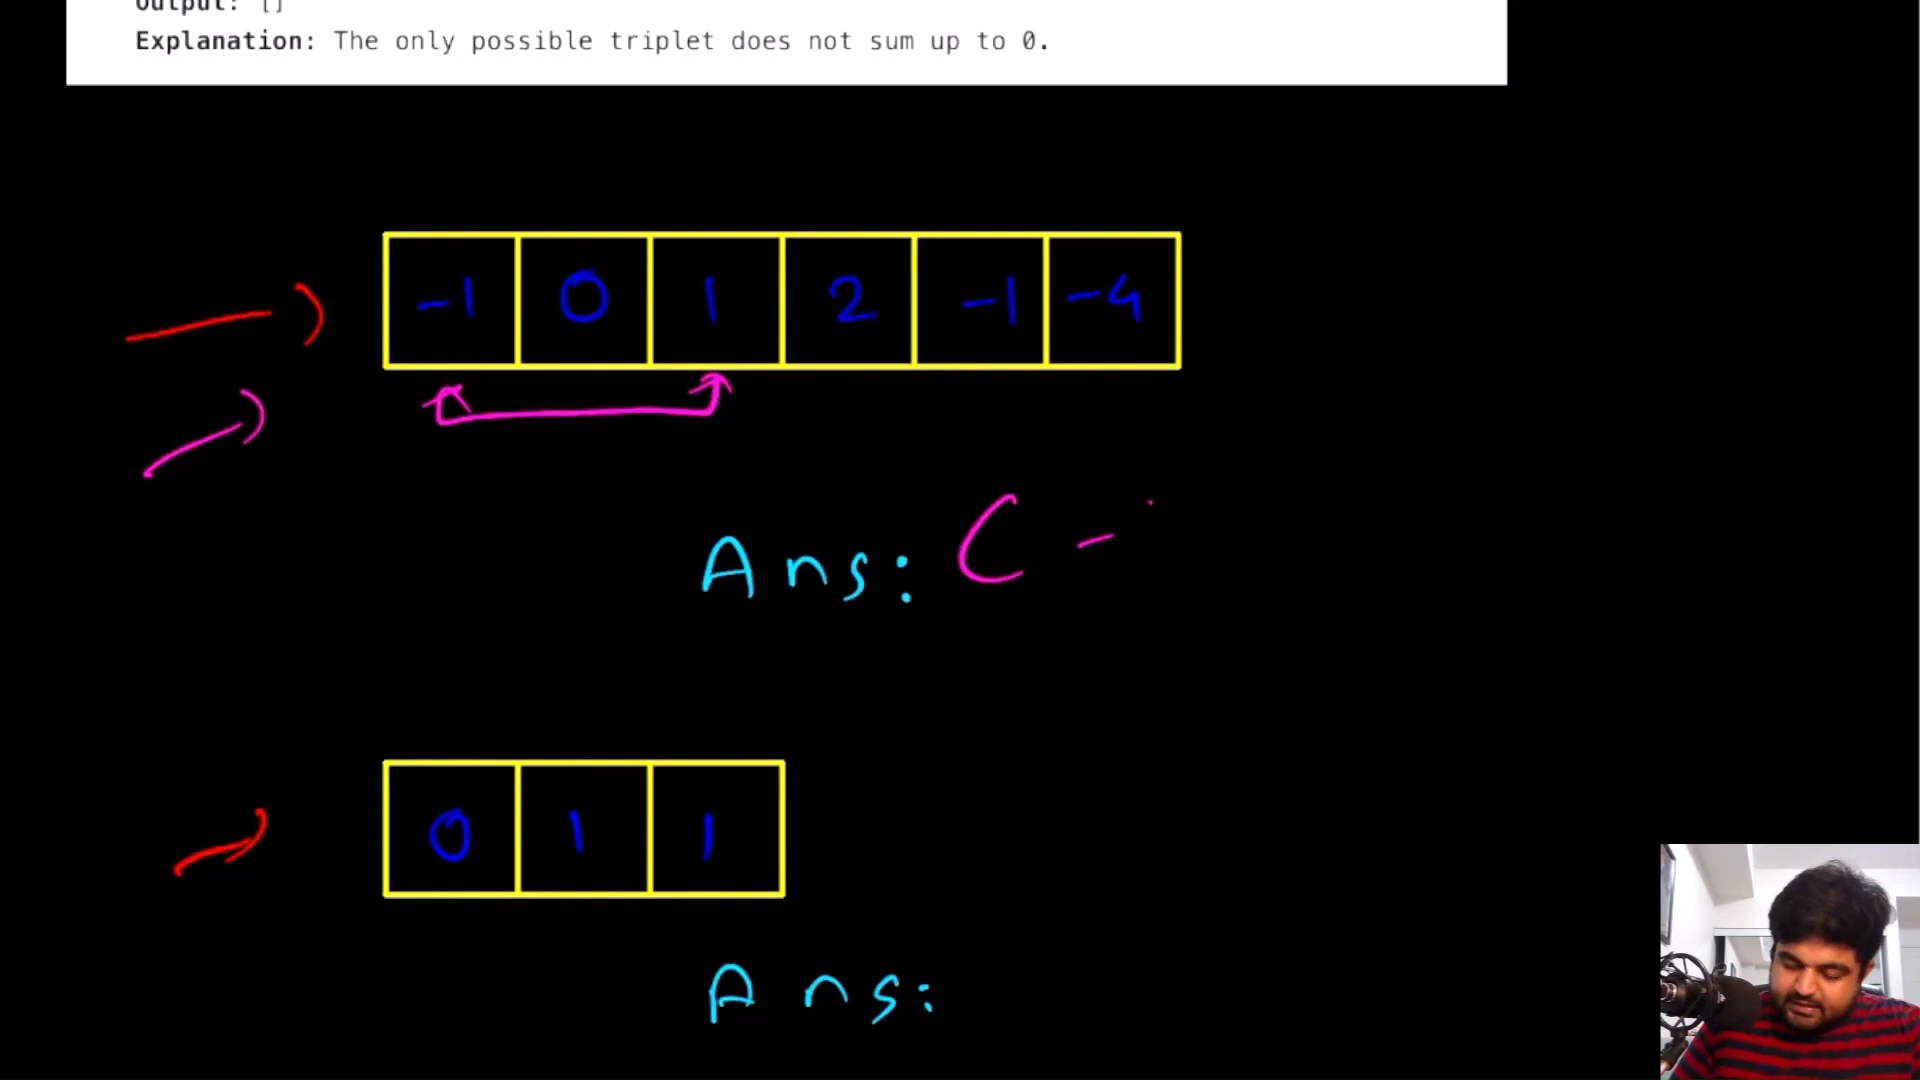 Output: []
Explanation: The only possible triplet does not sum up to 0.
-1 0 1 2 -1 -4
Ans: ( -
0 1 1
Ans: